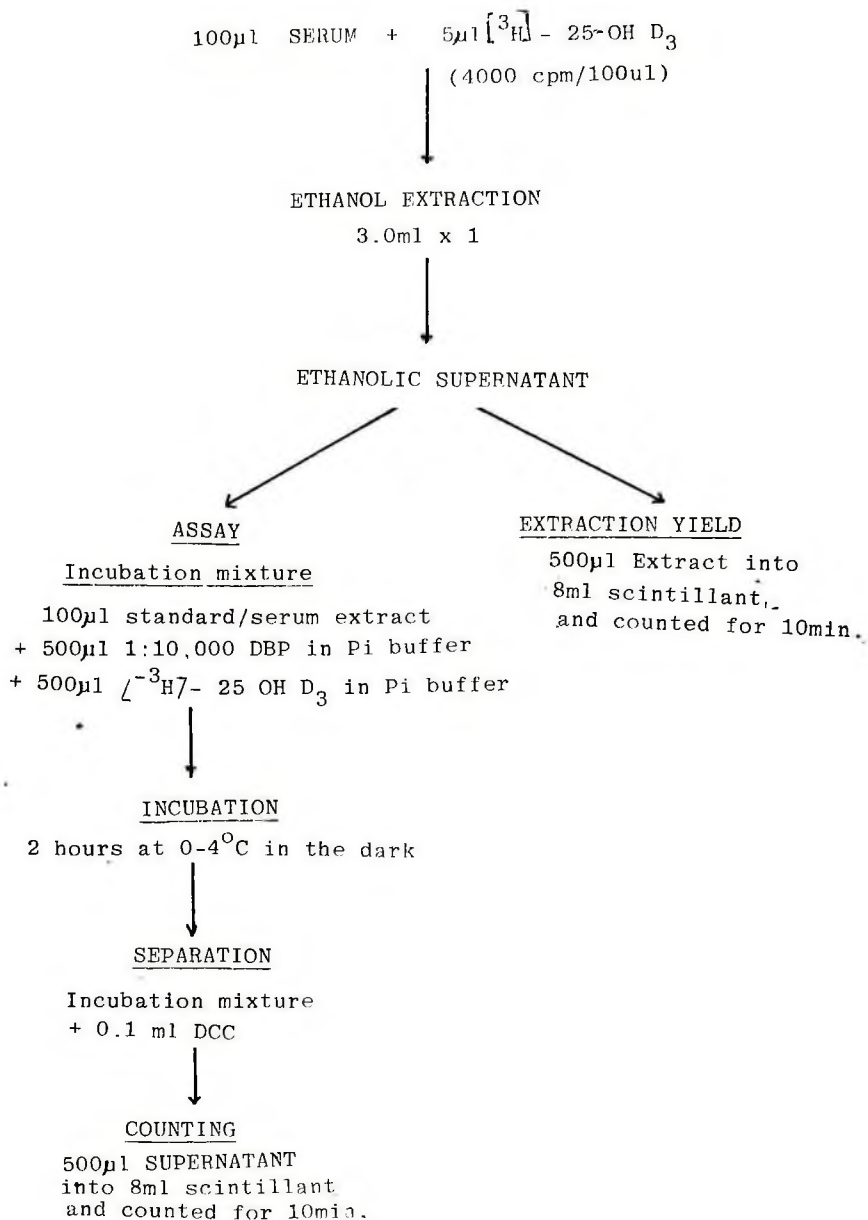 100µl SERUM + 5µl [³H] - 25-OH D₃
(4000 cpm/100ul)
ETHANOL EXTRACTION
3.0ml x 1
ETHANOLIC SUPERNATANT
ASSAY
Incubation mixture
100µl standard/serum extract
+ 500µl 1:10,000 DBP in Pi buffer
+ 500µl /⁻³H7- 25 OH D₃ in Pi buffer
EXTRACTION YIELD
500µl Extract into
8ml scintillant,
and counted for 10min.
INCUBATION
2 hours at 0-4°C in the dark
SEPARATION
Incubation mixture
+ 0.1 ml DCC
COUNTING
500µl SUPERNATANT
into 8ml scintillant
and counted for 10min.